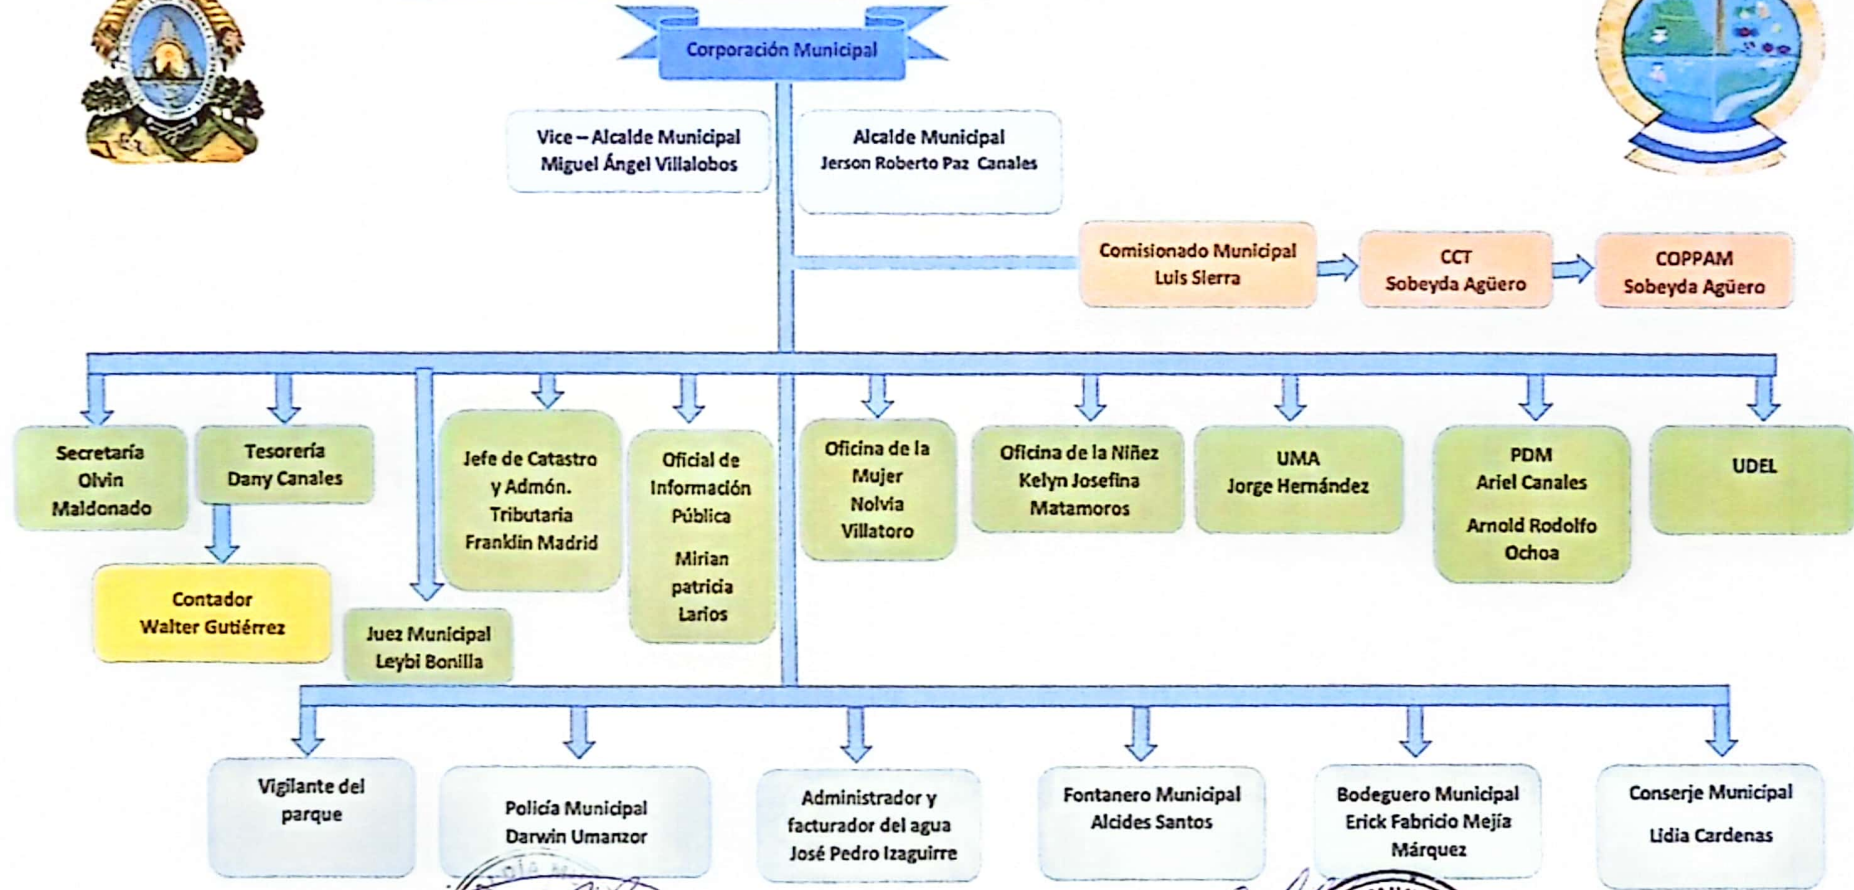 Corporación Municipal
Vice – Alcalde Municipal
Miguel Ángel Villalobos
Alcalde Municipal
Jerson Roberto Paz Canales
Comisionado Municipal
Luis Sierra
CCT
Sobeyda Agüero
COPPAM
Sobeyda Agüero
Secretaría
Olvin
Maldonado
Tesorería
Dany Canales
Jefe de Catastro
y Admón.
Tributaria
Franklin Madrid
Oficial de
Información
Pública
Mirian
patricia
Larios
Oficina de la
Mujer
Nolvia
Villatoro
Oficina de la Niñez
Kelyn Josefina
Matamoros
UMA
Jorge Hernández
PDM
Ariel Canales
Arnold Rodolfo
Ochoa
UDEL
Contador
Walter Gutiérrez
Juez Municipal
Leybi Bonilla
Vigilante del
parque
Policía Municipal
Darwin Umanzor
Administrador y
facturador del agua
José Pedro Izaguirre
Fontanero Municipal
Alcides Santos
Bodeguero Municipal
Erick Fabricio Mejía
Márquez
Conserje Municipal
Lidia Cardenas